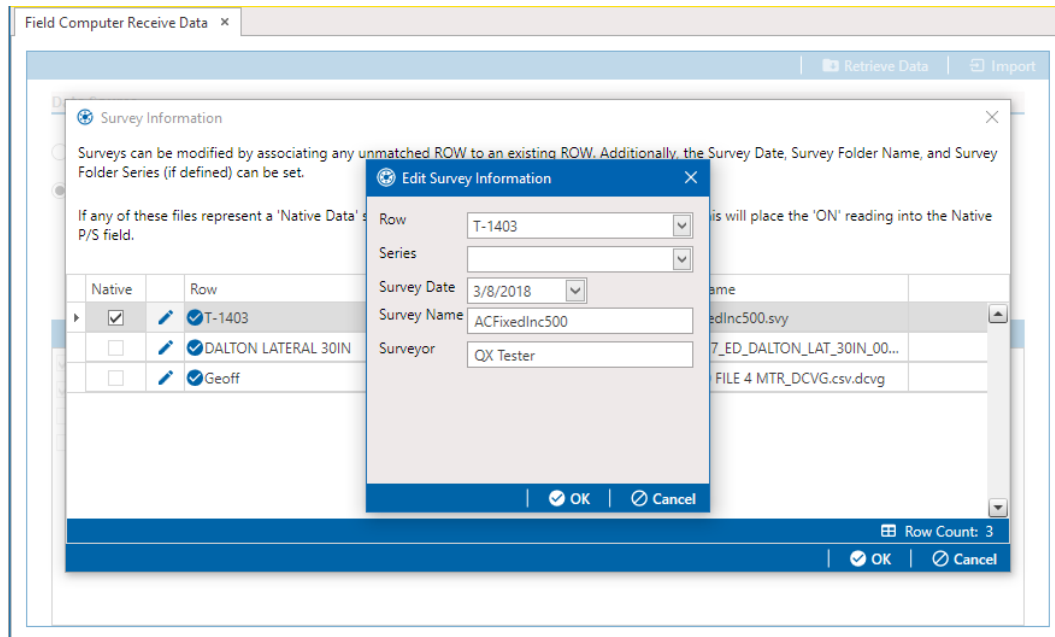 Field Computer Receive Data ×
Retrieve Data
Import
Survey Information
Surveys can be modified by associating any unmatched ROW to an existing ROW. Additionally, the Survey Date, Survey Name, and Survey
Folder Series (if defined) can be set.
If any of these files represent a 'Native Data'
is will place the 'ON' reading into the Native
P/S field.
Native
Row
ame
T-1403
edInc500.svy
DALTON LATERAL 30IN
7_ED_DALTON_LAT_30IN_00...
Geoff
FILE 4 MTR_DCVG.csv.dcvg
Row Count: 3
OK
Cancel
Edit Survey Information
Row
T-1403
Series
Survey Date
3/8/2018
Survey Name
ACFixedInc500
Surveyor
QX Tester
OK
Cancel